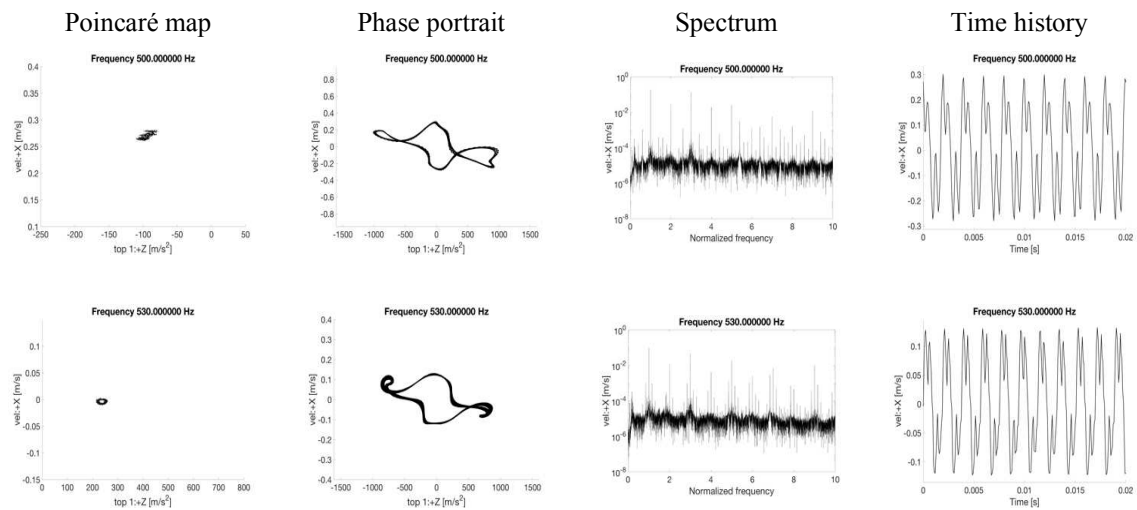 Poincaré map
Phase portrait
Spectrum
Time history
Frequency 500.000000 Hz
0.4
0.35
0.3
0.25
0.2
0.15
0.1
vel:+X [m/s]
-250 -200 -150 -100 -50 0 50
top 1:+Z [m/s²]
Frequency 500.000000 Hz
0.8
0.6
0.4
0.2
0
-0.2
-0.4
-0.6
-0.8
vel:+X [m/s]
-1500 -1000 -500 0 500 1000 1500
top 1:+Z [m/s²]
Frequency 500.000000 Hz
10⁰
10⁻²
10⁻⁴
10⁻⁶
10⁻⁸
vel:+X [m/s]
0 2 4 6 8 10
Normalized frequency
Frequency 500.000000 Hz
0.3
0.2
0.1
0
-0.1
-0.2
-0.3
vel:+X [m/s]
0 0.005 0.01 0.015 0.02
Time [s]
Frequency 530.000000 Hz
0.1
0.05
0
-0.05
-0.1
-0.15
vel:+X [m/s]
0 100 200 300 400 500 600 700 800
top 1:+Z [m/s²]
Frequency 530.000000 Hz
0.4
0.3
0.2
0.1
0
-0.1
-0.2
-0.3
-0.4
vel:+X [m/s]
-1500 -1000 -500 0 500 1000 1500
top 1:+Z [m/s²]
Frequency 530.000000 Hz
10⁰
10⁻²
10⁻⁴
10⁻⁶
10⁻⁸
vel:+X [m/s]
0 2 4 6 8 10
Normalized frequency
Frequency 530.000000 Hz
0.1
0.05
0
-0.05
-0.1
vel:+X [m/s]
0 0.005 0.01 0.015 0.02
Time [s]